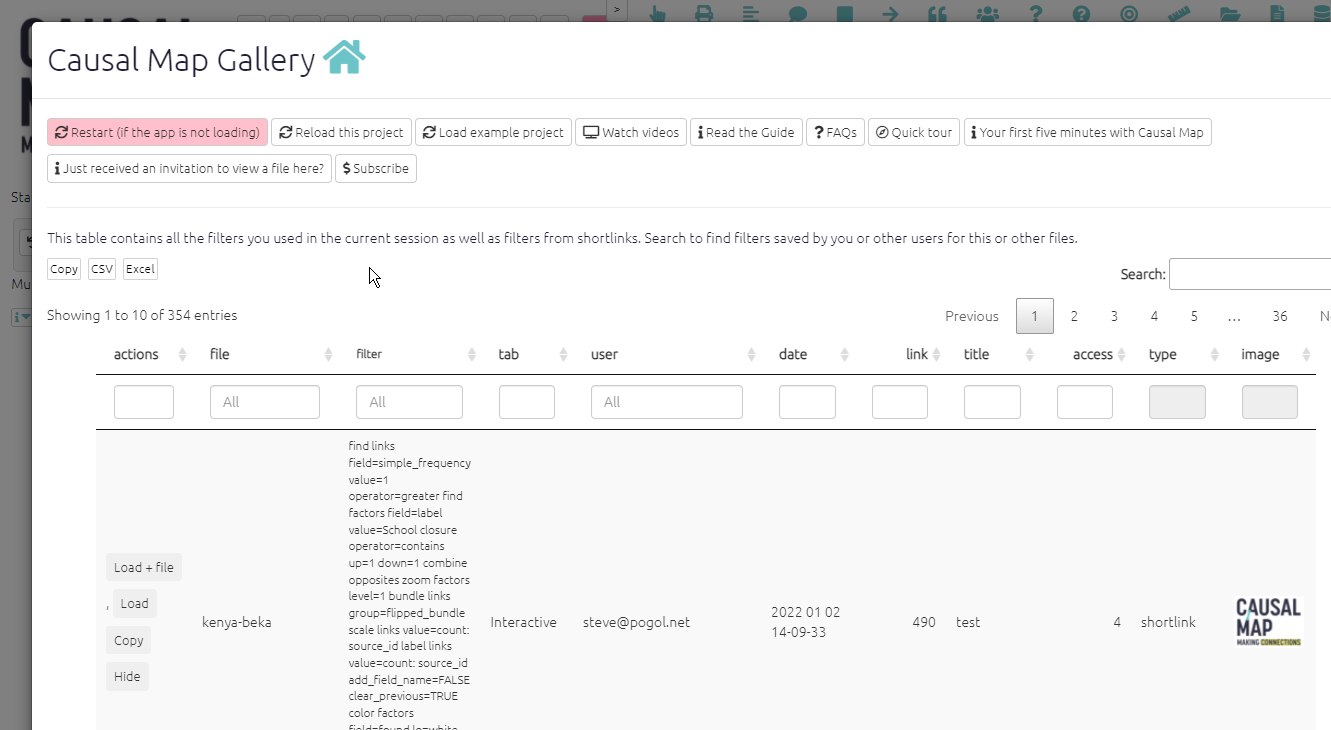 >
Causal Map Gallery
Restart (if the app is not loading) Reload this project Load example project Watch videos Read the Guide FAQs Quick tour Your first five minutes with Causal Map
Just received an invitation to view a file here? Subscribe
This table contains all the filters you used in the current session as well as filters from shortlinks. Search to find filters saved by you or other users for this or other files.
Copy CSV Excel
Search:
Showing 1 to 10 of 354 entries
Previous 1 2 3 4 5 … 36
actions file filter tab user date link title access type image
All All All
find links
field=simple_frequency
value=1
operator=greater find
factors field=label
value=School closure
operator=contains
up=1 down=1 combine
opposites zoom factors
level=1 bundle links
group=flipped_bundle
scale links value=count:
source_id label links
value=count: source_id
add_field_name=FALSE
clear_previous=TRUE
color factors
field=found lo=white
Load + file
, Load
Copy
Hide
kenya-beka
Interactive
steve@pogol.net
2022 01 02
14-09-33
490
test
4
shortlink
CAUSAL
MAP
MAKING CONNECTIONS